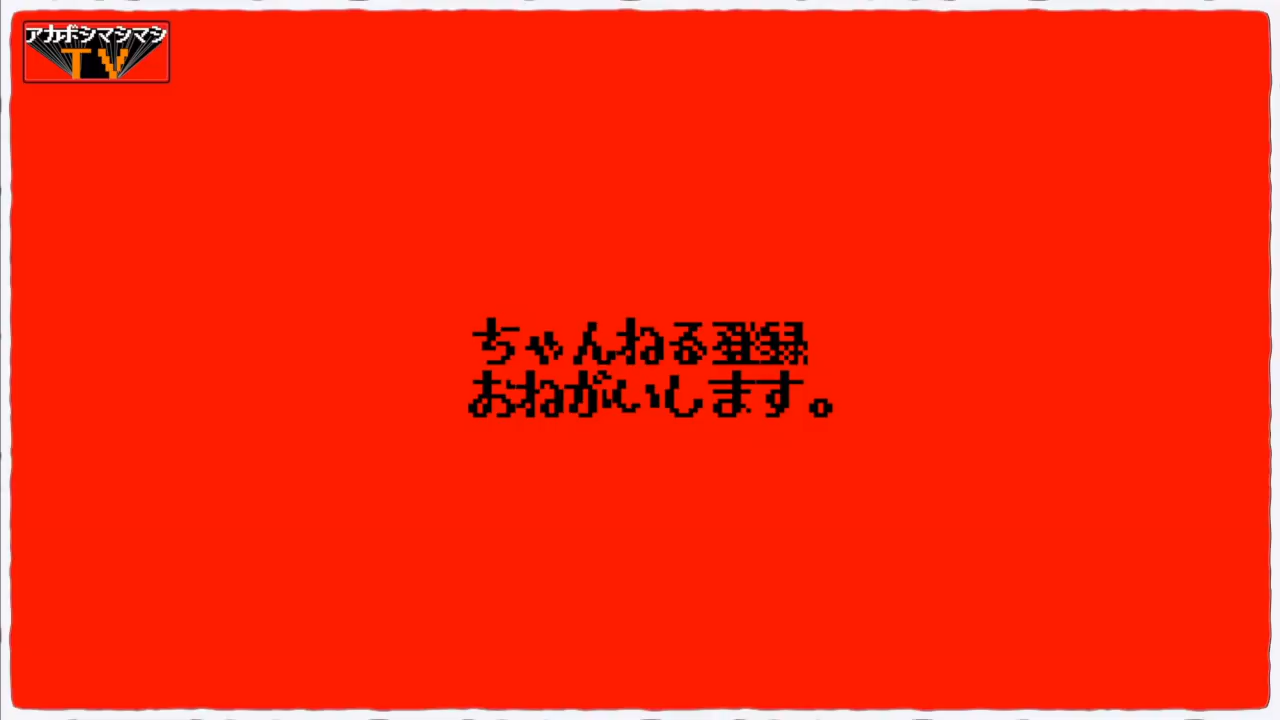 アカボシマシマシ
TV
ちゃんねる登録
おねがいします。